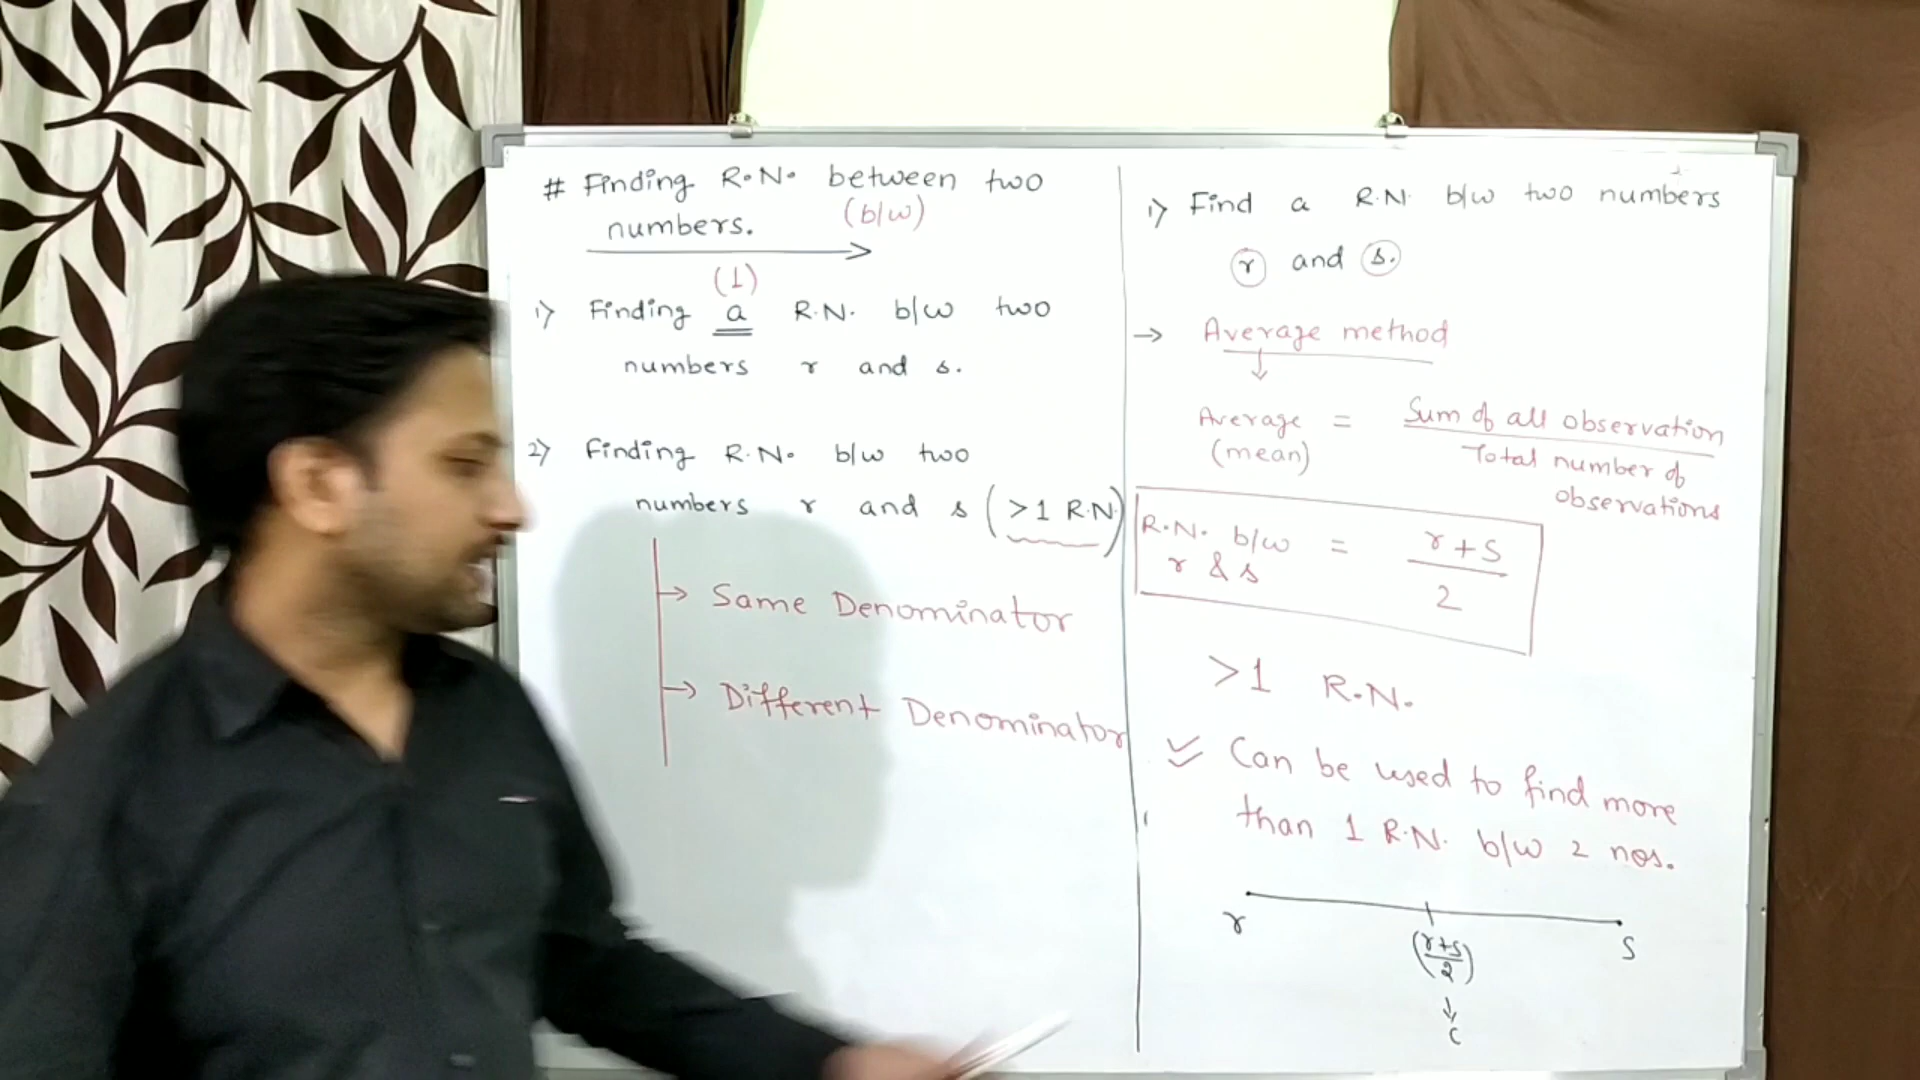 # Finding R.N. between two
numbers. (b/w)
(1)
1) Finding a R.N. b/w two
numbers r and s.
2) Finding R.N. b/w two
numbers r and s (>1 R.N.)
→ Same Denominator
→ Different Denominator
1) Find a R.N. b/w two numbers
r and s.
→ Average method
↓
Average = Sum of all observation
(mean) Total number of
observations
R.N. b/w = r+s
r & s 2
>1 R.N.
Can be used to find more
than 1 R.N. b/w 2 nos.
r (r+s/2) s
↓
c